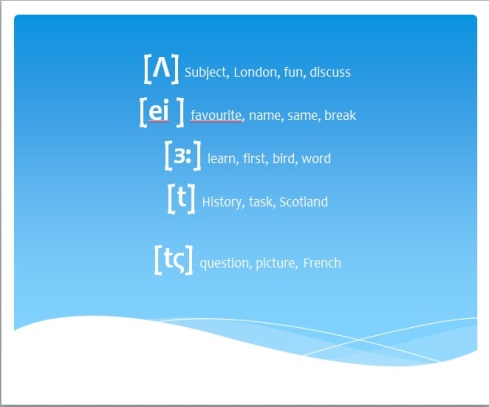 [Λ] Subject, London, fun, discuss
[ei ] favourite, name, same, break
[ɜ:] learn, first, bird, word
[t] History, task, Scotland
[tς] question, picture, French